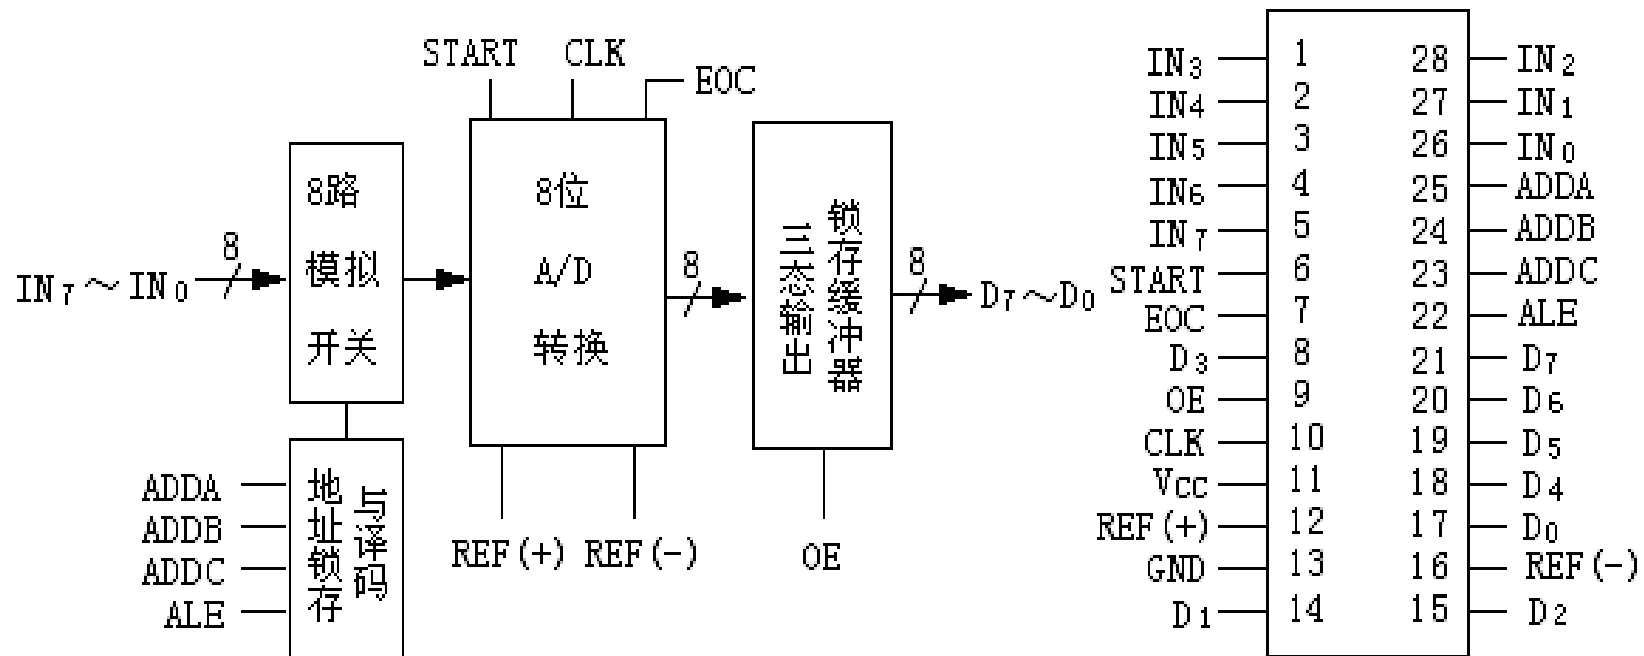 START
CLK
EOC
8路
模拟
开关
8位
A/D
转换
三态输出
锁存缓冲器
IN7～IN0
8
8
8
D7～D0
ADDA
ADDB
ADDC
ALE
地址锁存
与译码
REF(+)
REF(-)
OE
IN3 1 28 IN2
IN4 2 27 IN1
IN5 3 26 IN0
IN6 4 25 ADDA
IN7 5 24 ADDB
START 6 23 ADDC
EOC 7 22 ALE
D3 8 21 D7
OE 9 20 D6
CLK 10 19 D5
VCC 11 18 D4
REF(+) 12 17 D0
GND 13 16 REF(-)
D1 14 15 D2